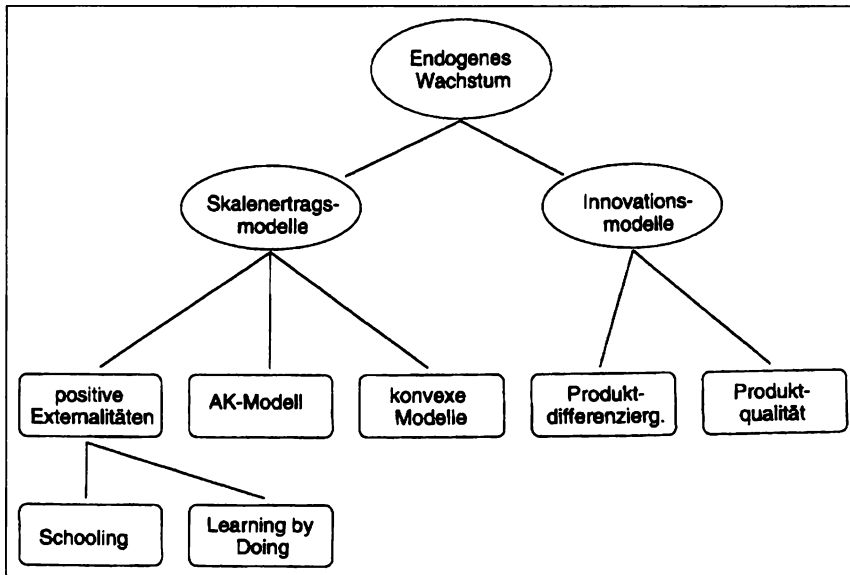 Endogenes
Wachstum
Skalenertrags-
modelle
Innovations-
modelle
positive
Externalitäten
AK-Modell
konvexe
Modelle
Produkt-
differenzierg.
Produkt-
qualität
Schooling
Learning by
Doing